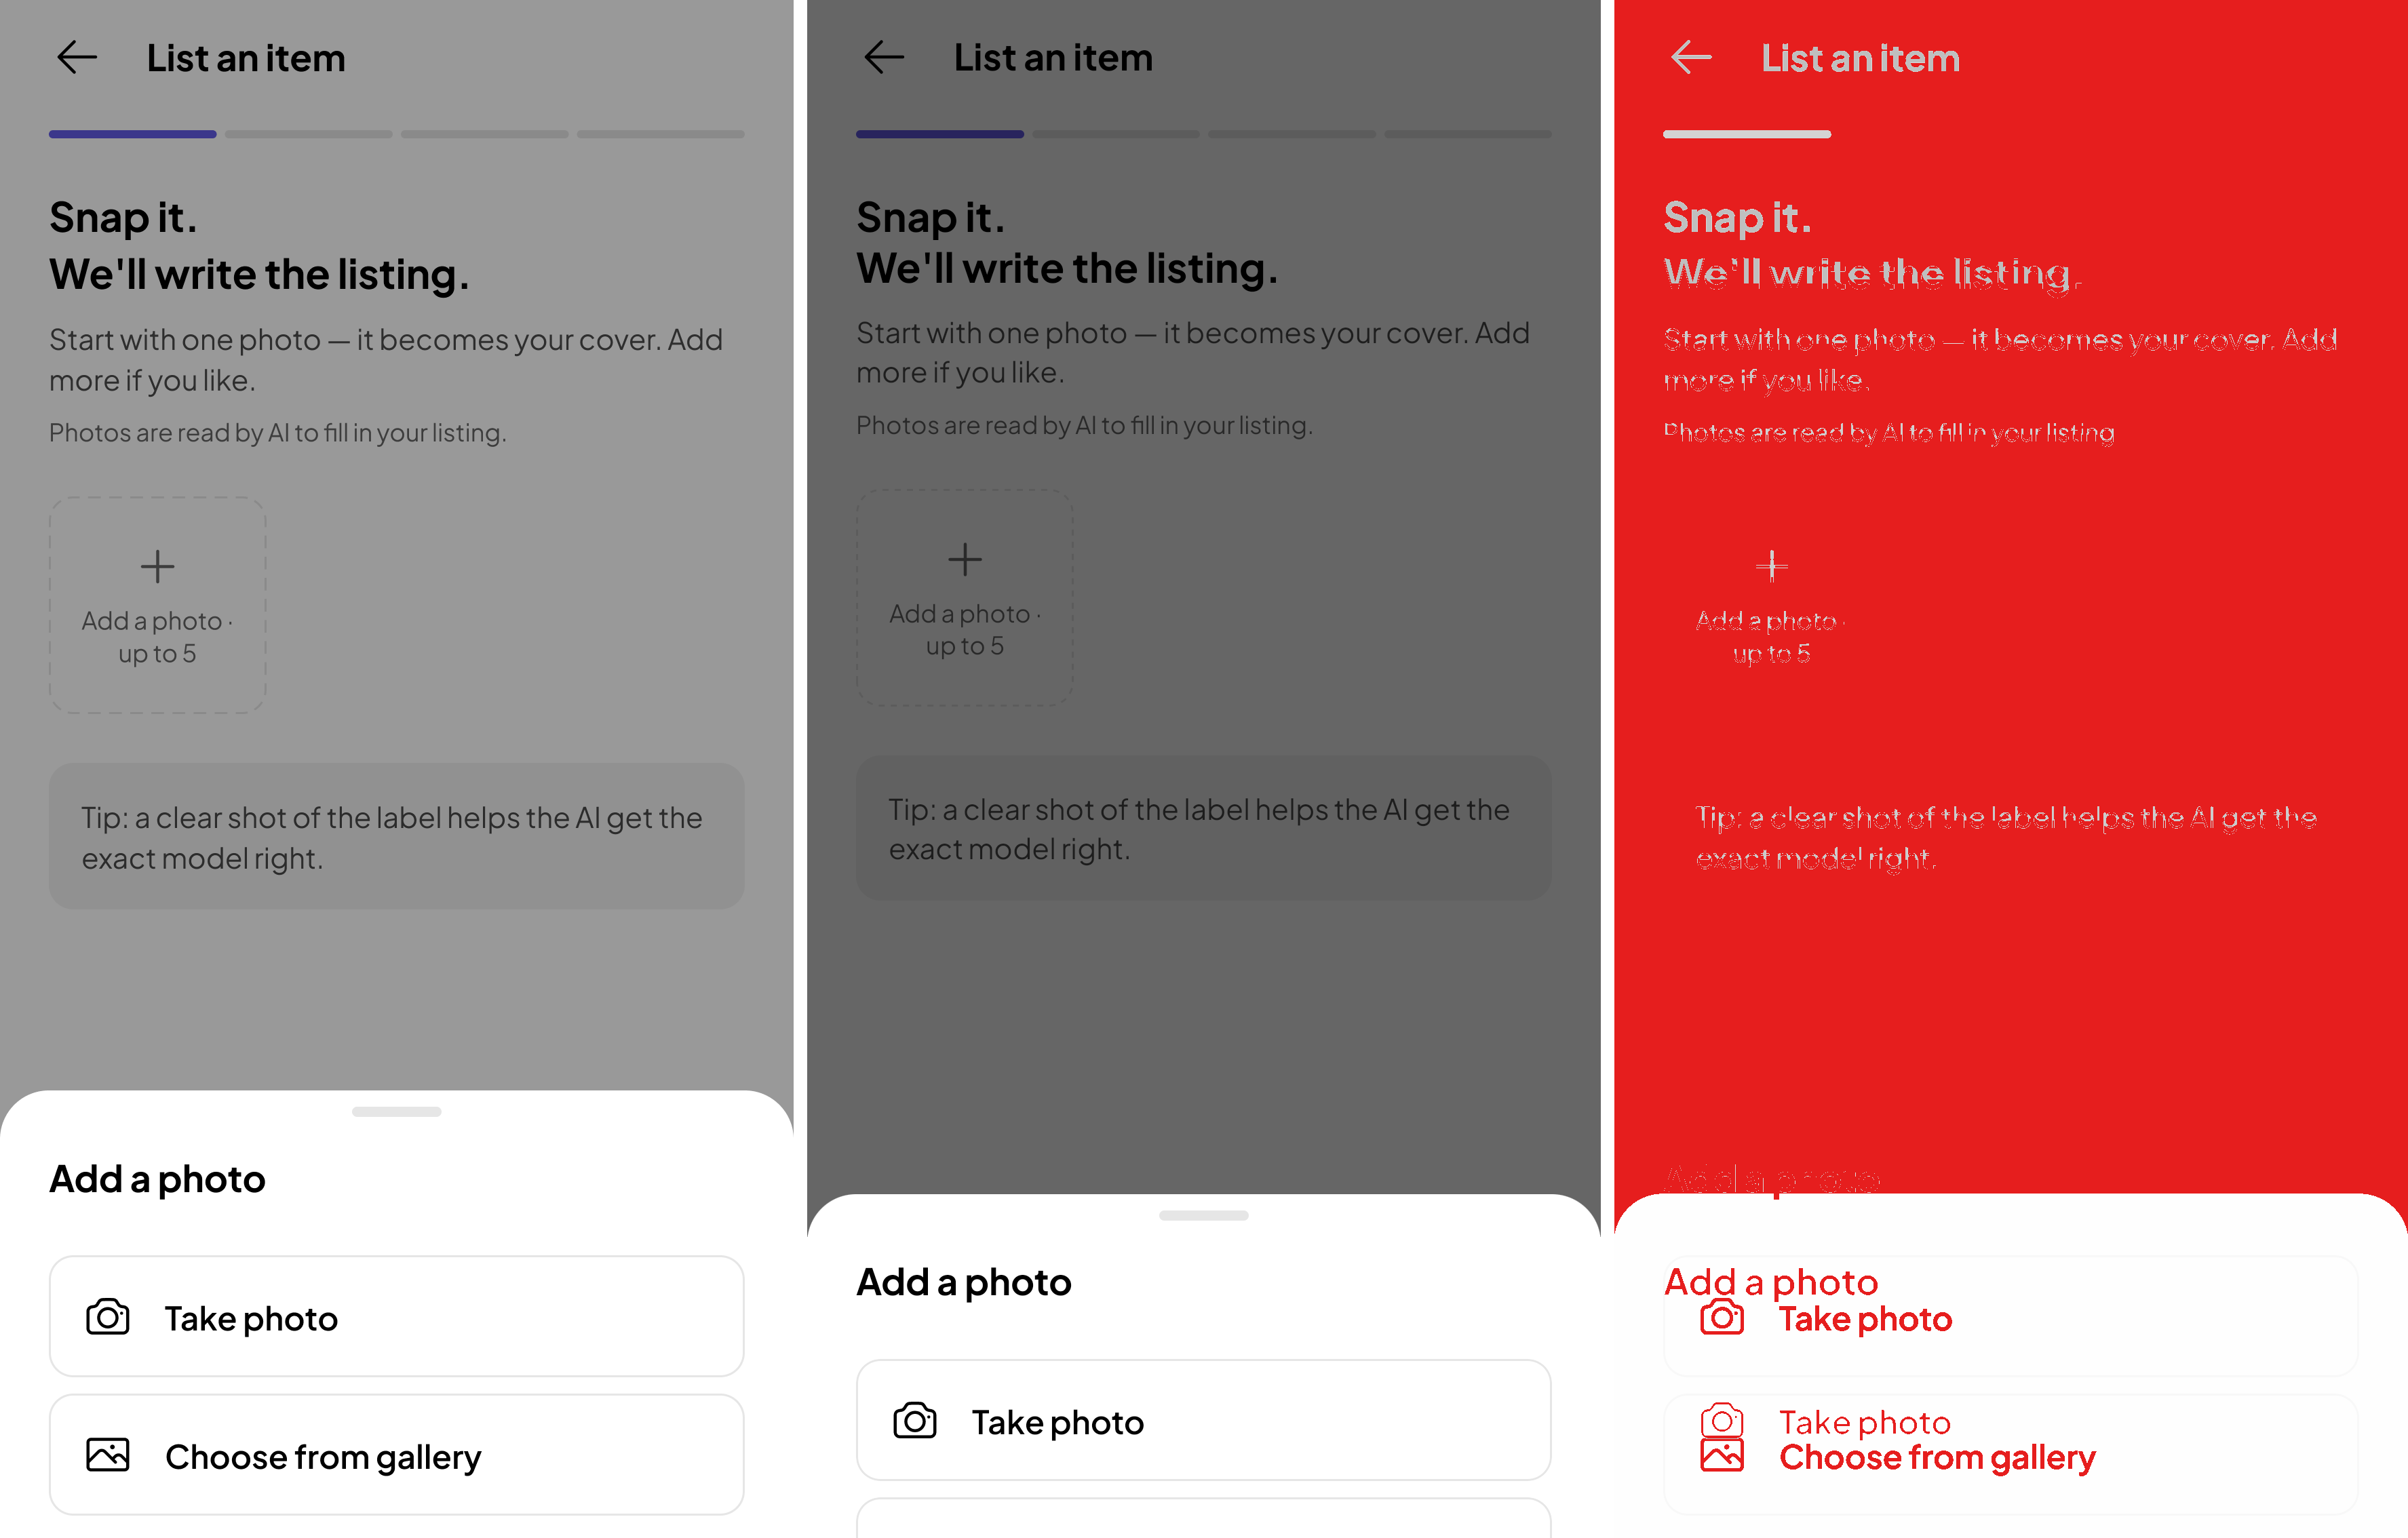 List an item
Snap it.
We'll write the listing.
Start with one photo — it becomes your cover. Add
more if you like.
Photos are read by AI to fill in your listing.
Add a photo ·
up to 5
Tip: a clear shot of the label helps the AI get the
exact model right.
Add a photo
Take photo
Choose from gallery
List an item
Snap it.
We'll write the listing.
Start with one photo — it becomes your cover. Add
more if you like.
Photos are read by AI to fill in your listing.
Add a photo ·
up to 5
Tip: a clear shot of the label helps the AI get the
exact model right.
Add a photo
Take photo
List an item
Snap it.
We'll write the listing.
Start with one photo — it becomes your cover. Add
more if you like.
Photos are read by AI to fill in your listing
Add a photo ·
up to 5
Tip: a clear shot of the label helps the AI get the
exact model right.
Add a photo
Add a photo
Take photo
Take photo
Choose from gallery